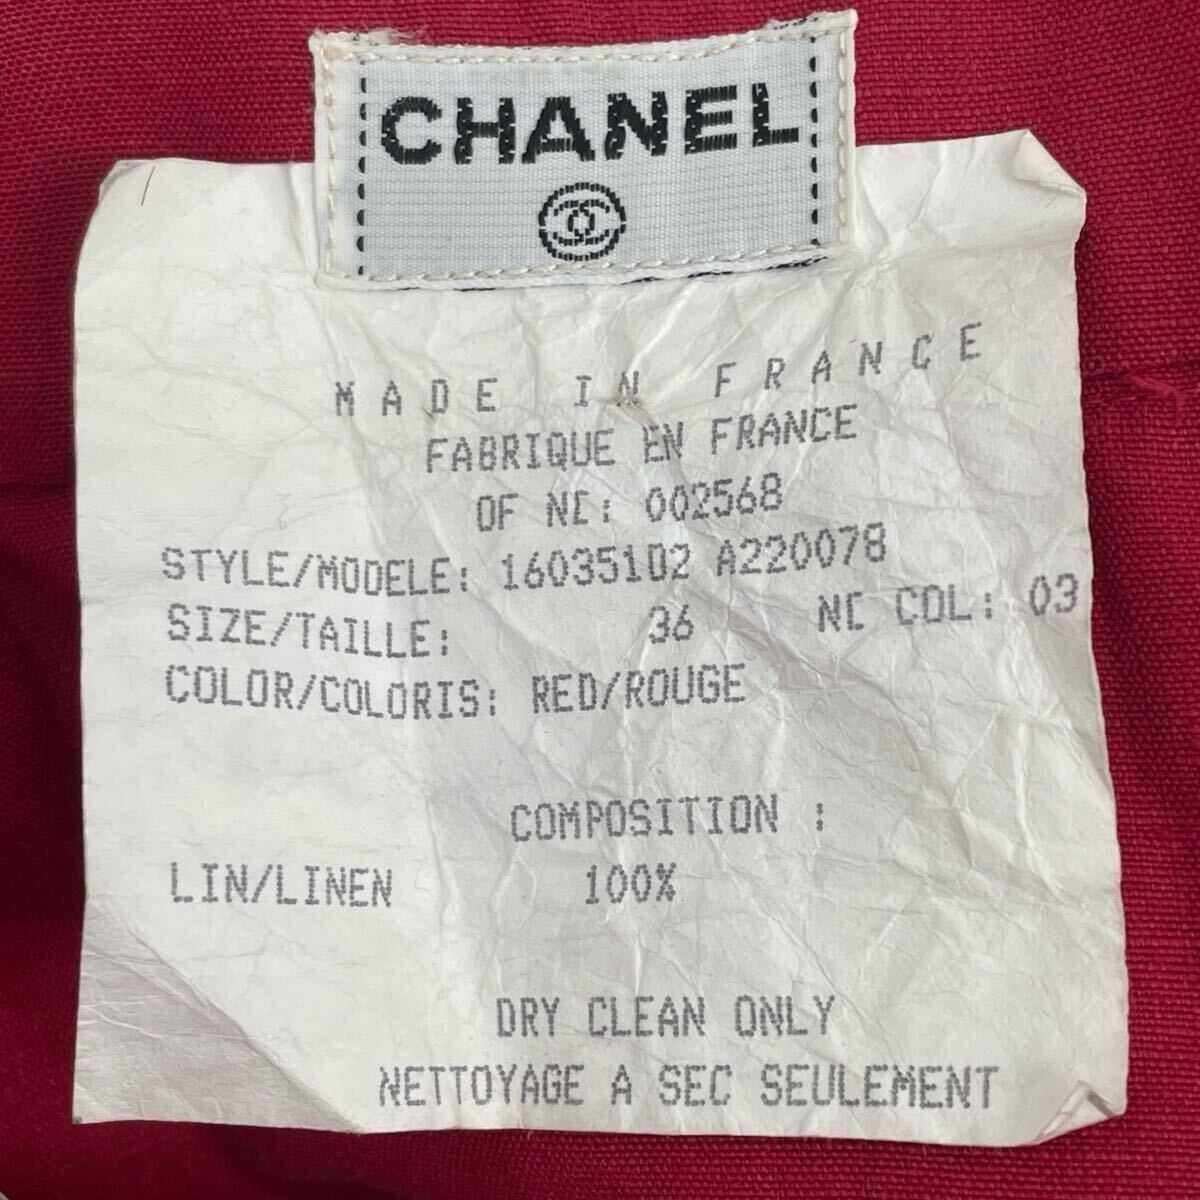 CHANEL
MADE IN FRANCE
FABRIQUE EN FRANCE
OF NC: 002568
STYLE/MODELE: 16035102 A220078
SIZE/TAILLE: 36 NC COL: 03
COLOR/COLORIS: RED/ROUGE
COMPOSITION :
LIN/LINEN 100%
DRY CLEAN ONLY
NETTOYAGE A SEC SEULEMENT